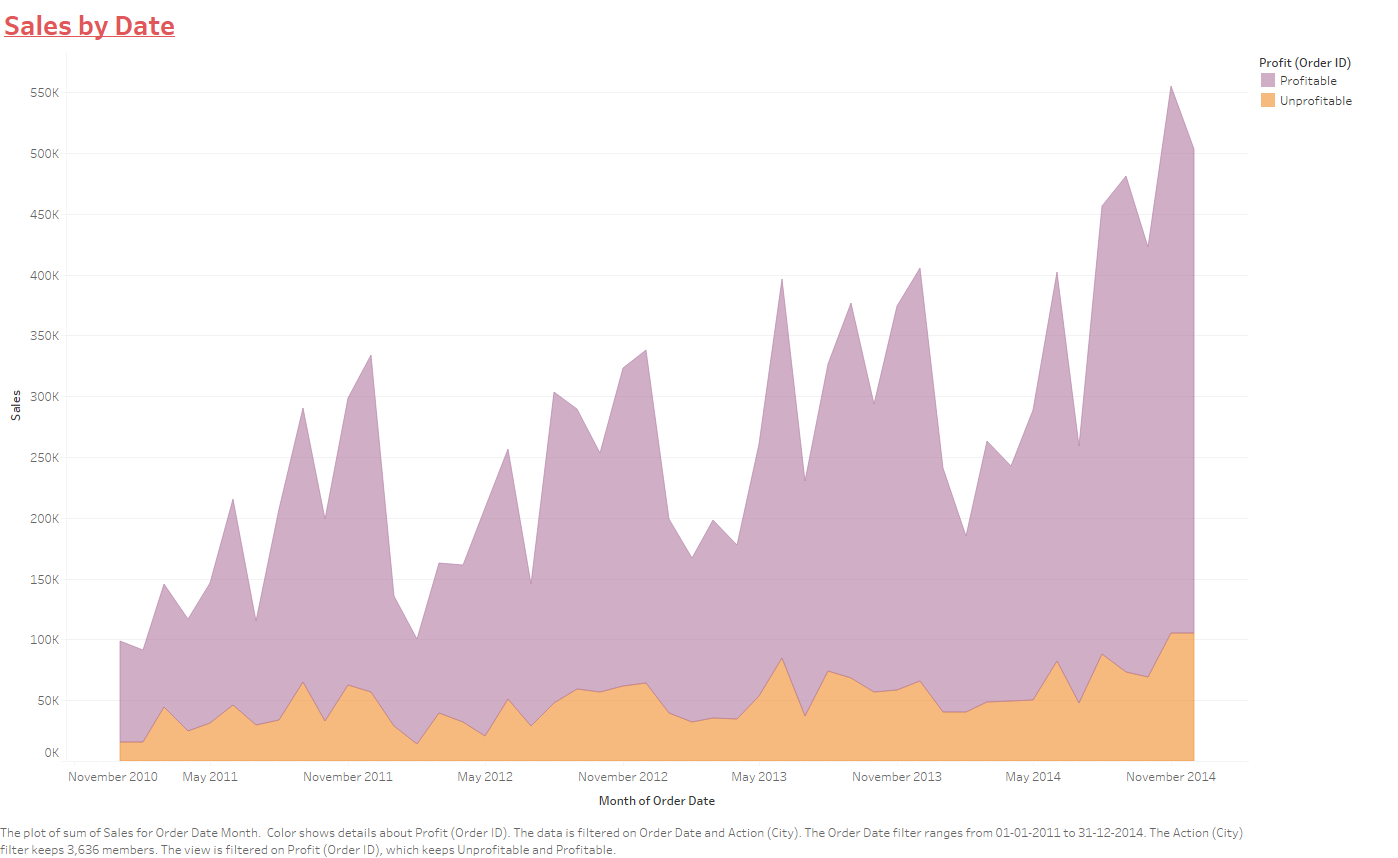 Sales by Date
Profit (Order ID)
Profitable
Unprofitable
550K
500K
450K
400K
350K
300K
250K
200K
150K
100K
50K
0K
Sales
November 2010 May 2011 November 2011 May 2012 November 2012 May 2013 November 2013 May 2014 November 2014
Month of Order Date
The plot of sum of Sales for Order Date Month.  Color shows details about Profit (Order ID). The data is filtered on Order Date and Action (City). The Order Date filter ranges from 01-01-2011 to 31-12-2014. The Action (City)
filter keeps 3,636 members. The view is filtered on Profit (Order ID), which keeps Unprofitable and Profitable.